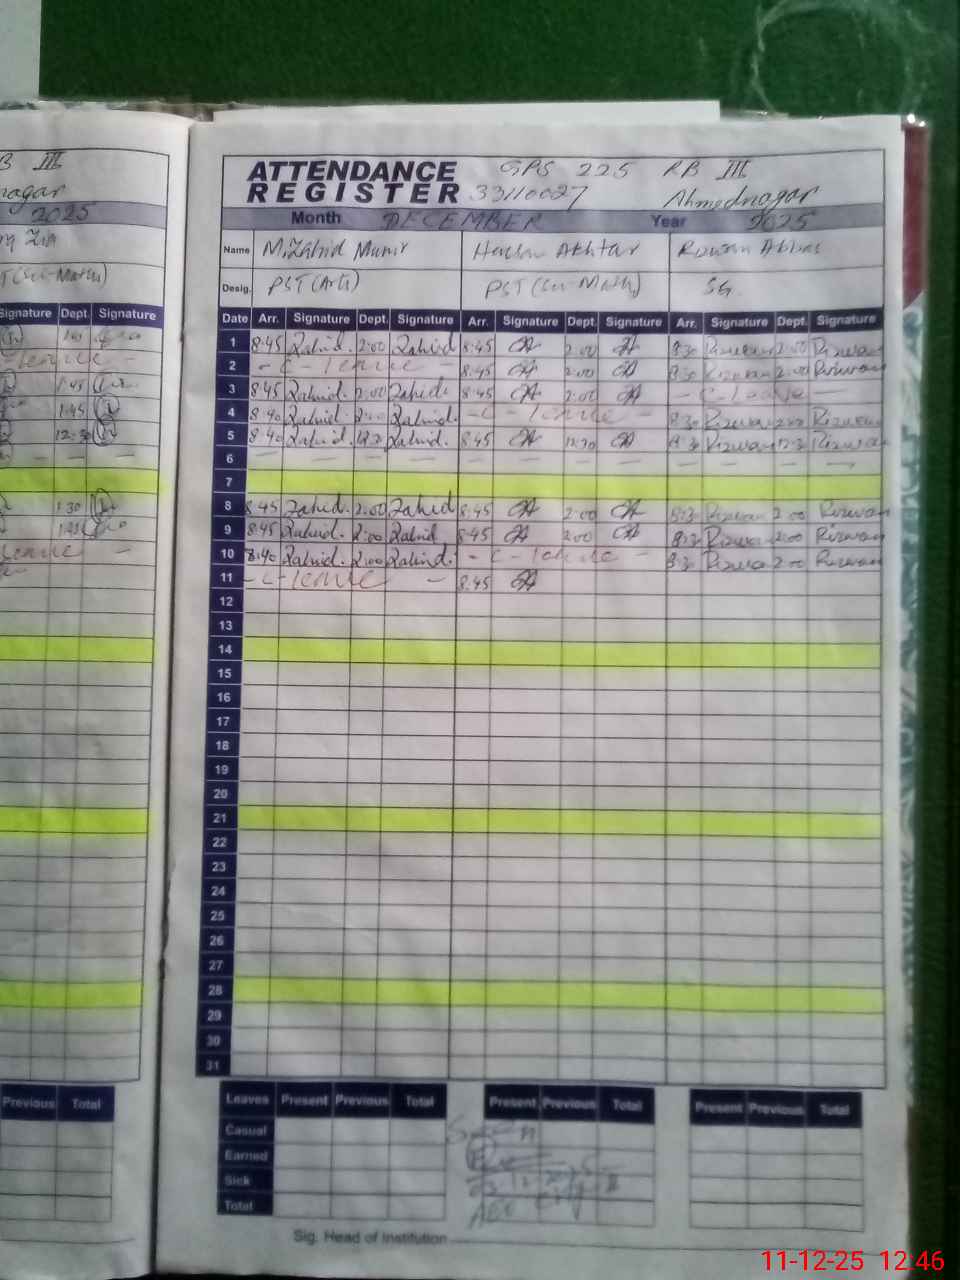 B III
nagar
2025
Zia
Signature Dept. Signature
1:45
12:30
1:30
Previous Total
ATTENDANCE REGISTER
GPS 225 RB III
33110027 Ahmednagar
Month DECEMBER Year 2025
Name M.Zahid Munir Hassan Akhtar Rizwan Abbas
Desig. PST (Arts) PST (Sci-Math) SG.
Date Arr. Signature Dept. Signature Arr. Signature Dept. Signature Arr. Signature Dept. Signature
1 8:45 Zahid. 2:00 Zahid 8:45 2:00 8:30 Rizwan 2:00 Rizwan
2 - C - Leave - 8:45 2:00 8:30 Rizwan 2:00 Rizwan
3 8:45 Zahid. 2:00 Zahid. 8:45 2:00 - C - Leave -
4 8:40 Zahid. 2:00 Zahid. - C - Leave - 8:30 Rizwan 2:00 Rizwan
5 8:40 Zahid. 12:30 Zahid. 8:45 12:30 8:30 Rizwan 12:30 Rizwan
6 — — — — — — — — — — — —
7
8 8:45 Zahid. 2:00 Zahid 8:45 2:00 8:30 Rizwan 2:00 Rizwan
9 8:45 Zahid. 2:00 Zahid 8:45 2:00 8:30 Rizwan 2:00 Rizwan
10 8:40 Zahid. 2:00 Zahid. - C - Leave - 8:30 Rizwan 2:00 Rizwan
11 - C - Leave - 8:45
12
13
14
15
16
17
18
19
20
21
22
23
24
25
26
27
28
29
30
31
Leaves Present Previous Total Present Previous Total Present Previous Total
Casual
Earned
Sick
Total
Seen
AEO
Sig. Head of Institution
11-12-25 12:46